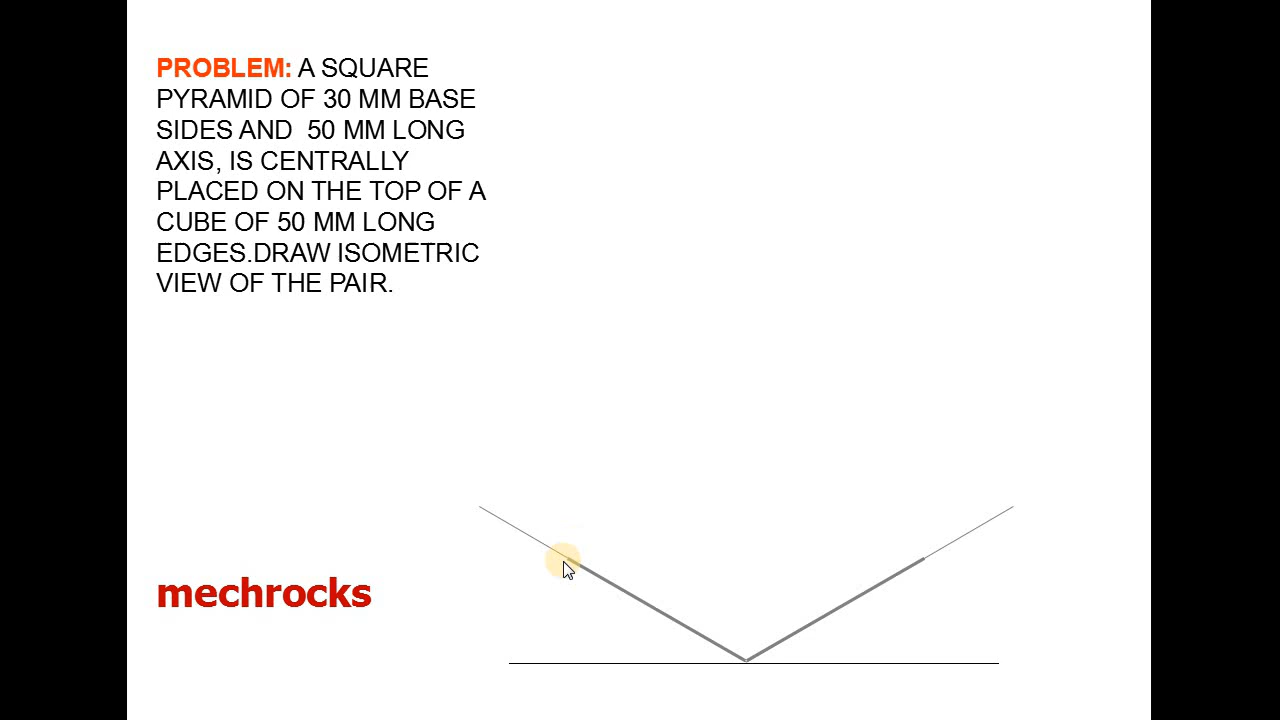 PROBLEM: A SQUARE
PYRAMID OF 30 MM BASE
SIDES AND  50 MM LONG
AXIS, IS CENTRALLY
PLACED ON THE TOP OF A
CUBE OF 50 MM LONG
EDGES.DRAW ISOMETRIC
VIEW OF THE PAIR.
mechrocks